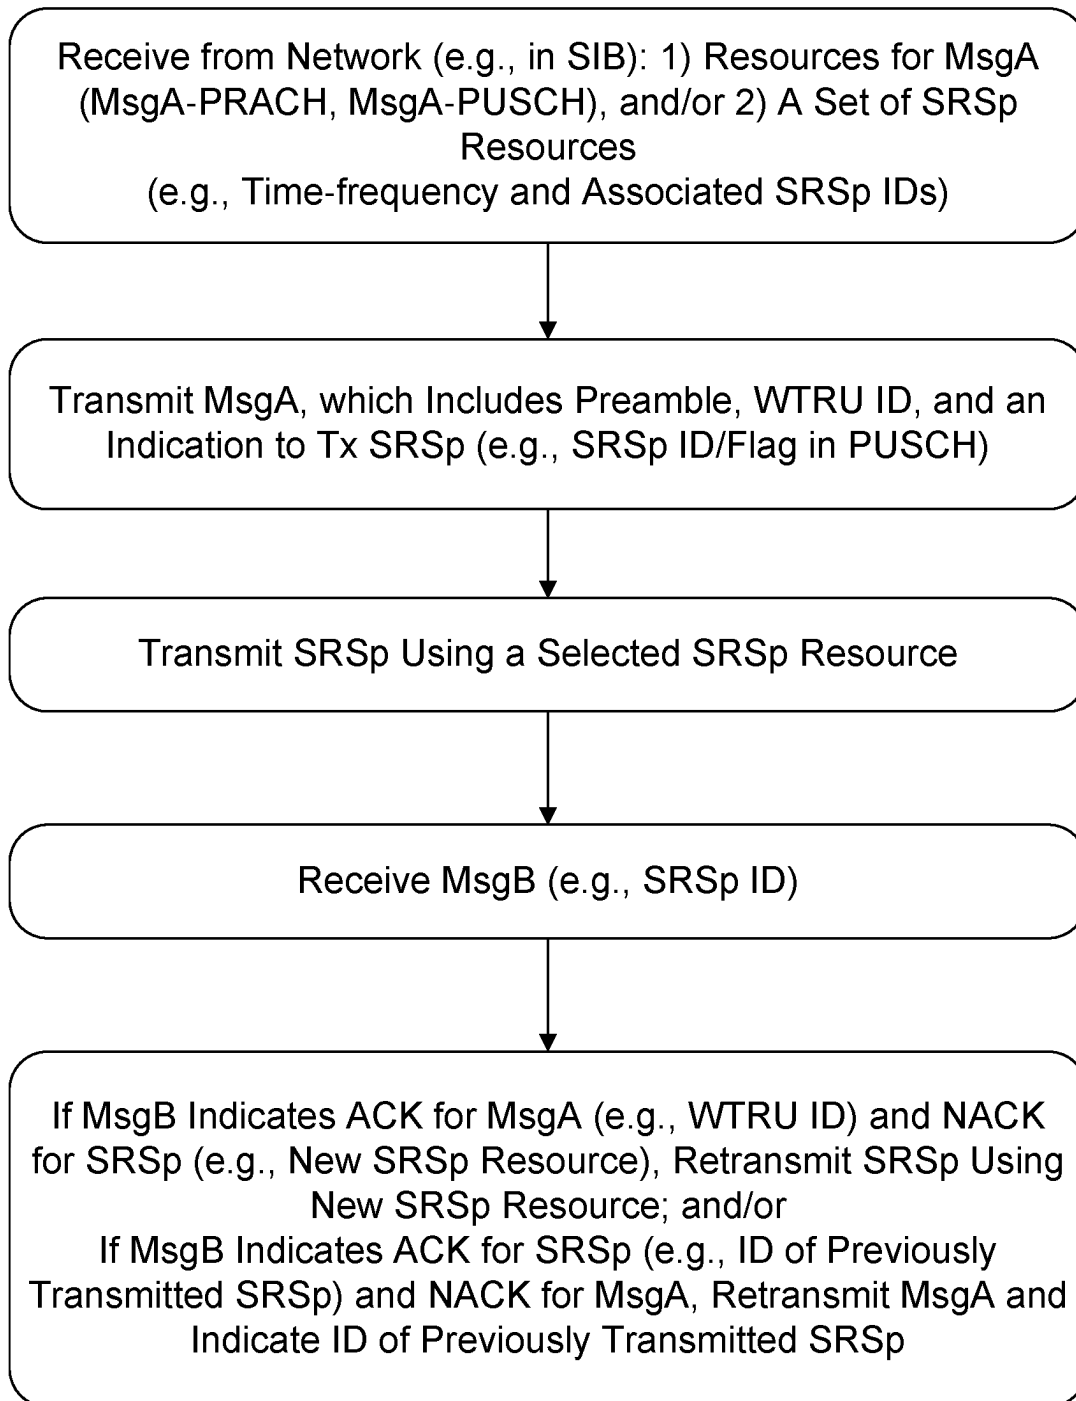 Receive from Network (e.g., in SIB): 1) Resources for MsgA
(MsgA-PRACH, MsgA-PUSCH), and/or 2) A Set of SRSp
Resources
(e.g., Time-frequency and Associated SRSp IDs)
Transmit MsgA, which Includes Preamble, WTRU ID, and an
Indication to Tx SRSp (e.g., SRSp ID/Flag in PUSCH)
Transmit SRSp Using a Selected SRSp Resource
Receive MsgB (e.g., SRSp ID)
If MsgB Indicates ACK for MsgA (e.g., WTRU ID) and NACK
for SRSp (e.g., New SRSp Resource), Retransmit SRSp Using
New SRSp Resource; and/or
If MsgB Indicates ACK for SRSp (e.g., ID of Previously
Transmitted SRSp) and NACK for MsgA, Retransmit MsgA and
Indicate ID of Previously Transmitted SRSp